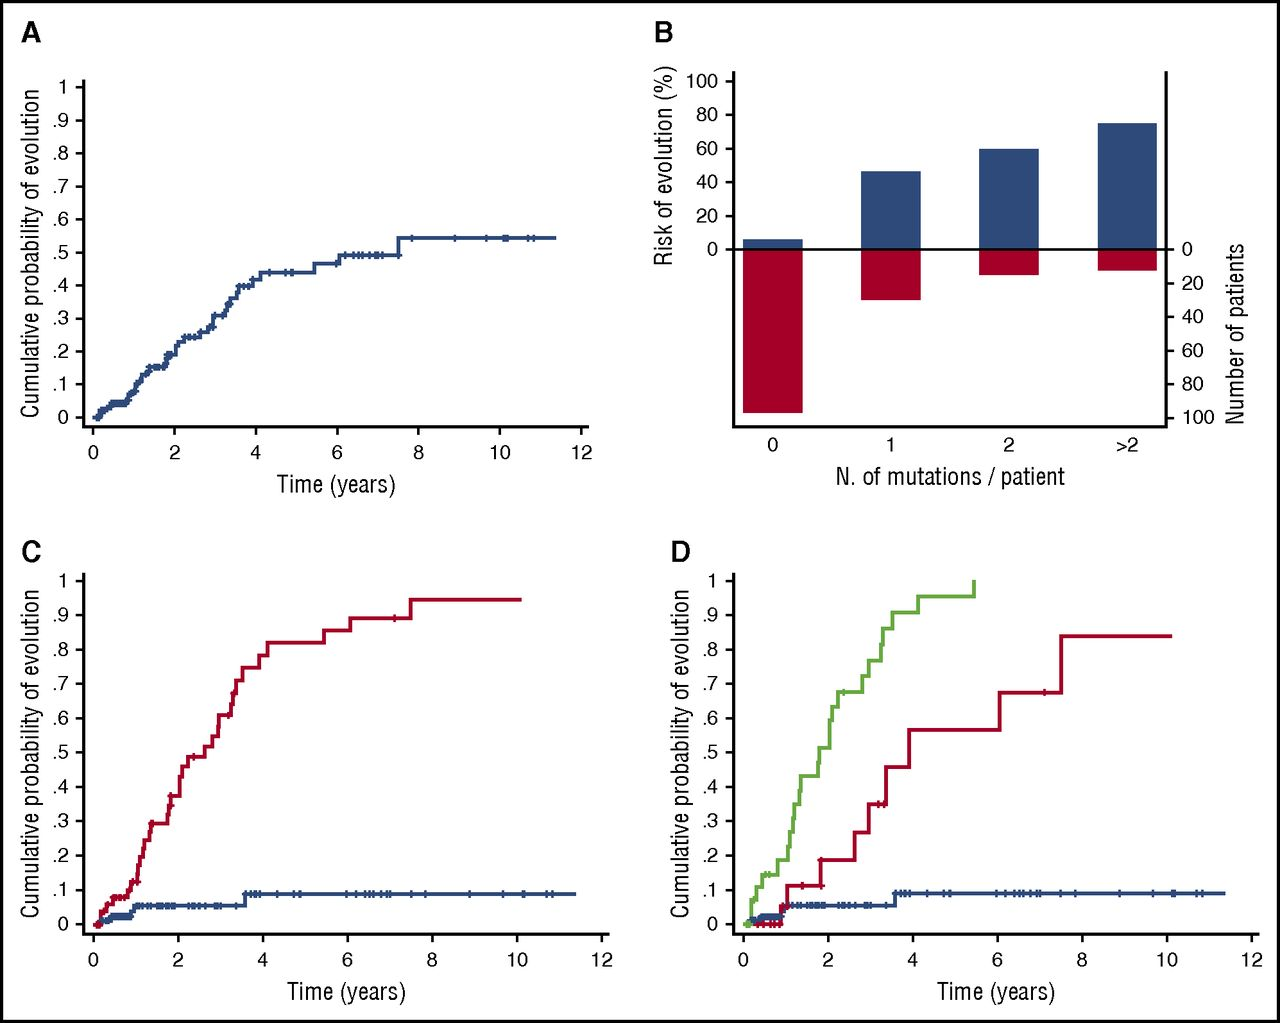 A
Cumulative probability of evolution
1
.9
.8
.7
.6
.5
.4
.3
.2
.1
0
0 2 4 6 8 10 12
Time (years)
B
Risk of evolution (%)
100
80
60
40
20
0
0
20
40
60
80
100
Number of patients
0 1 2 >2
N. of mutations / patient
C
Cumulative probability of evolution
1
.9
.8
.7
.6
.5
.4
.3
.2
.1
0
0 2 4 6 8 10 12
Time (years)
D
Cumulative probability of evolution
1
.9
.8
.7
.6
.5
.4
.3
.2
.1
0
0 2 4 6 8 10 12
Time (years)